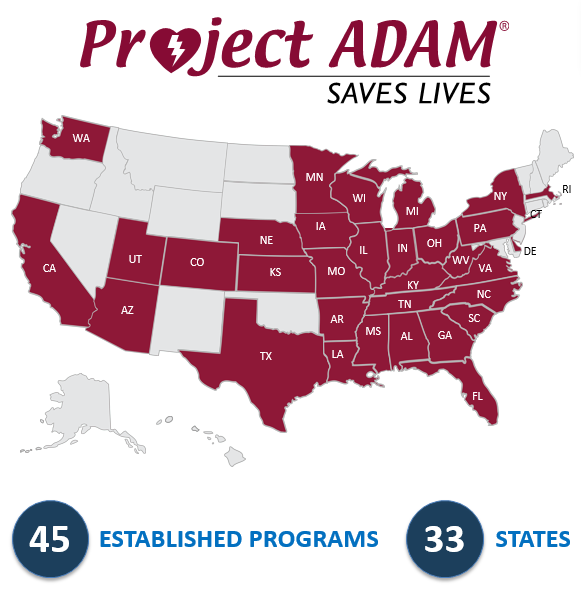 Project ADAM®
SAVES LIVES
WA
MN
NY
RI
WI
MI
CT
IA
PA
NE
OH
IL
IN
DE
UT
CO
WV
CA
KS
MO
VA
KY
NC
TN
AZ
AR
SC
MS
AL
GA
TX
LA
FL
45 ESTABLISHED PROGRAMS 33 STATES